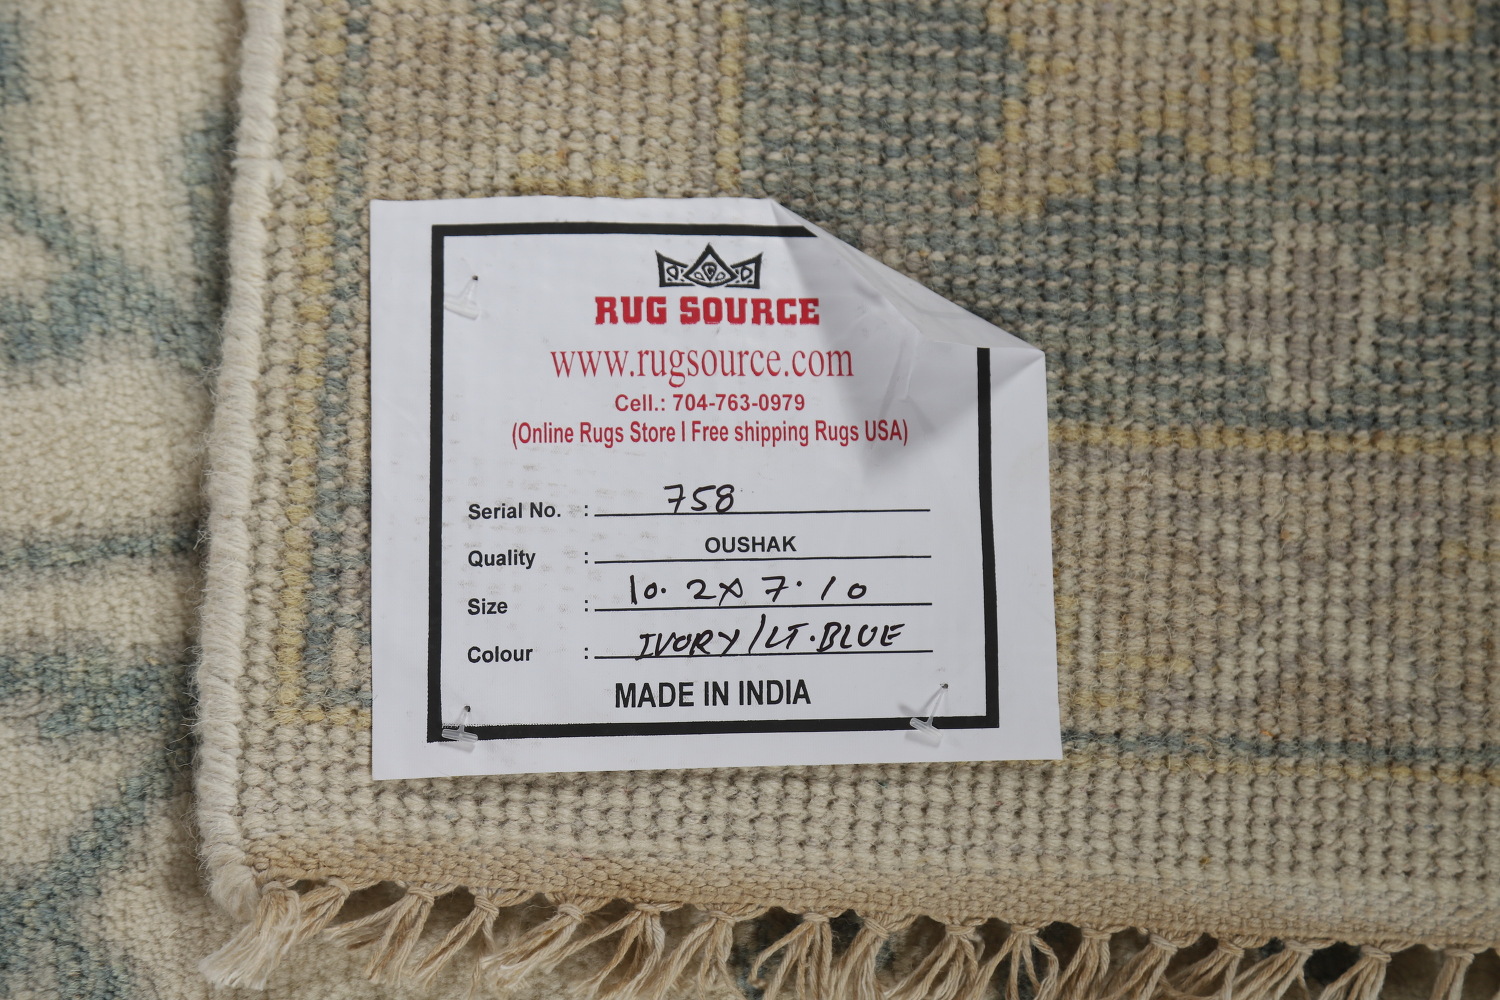 RUG SOURCE
www.rugsource.com
Cell.: 704-763-0979
(Online Rugs Store I Free shipping Rugs USA)
Serial No. : 758
Quality : OUSHAK
Size : 10.2x7.10
Colour : IVORY/LT.BLUE
MADE IN INDIA